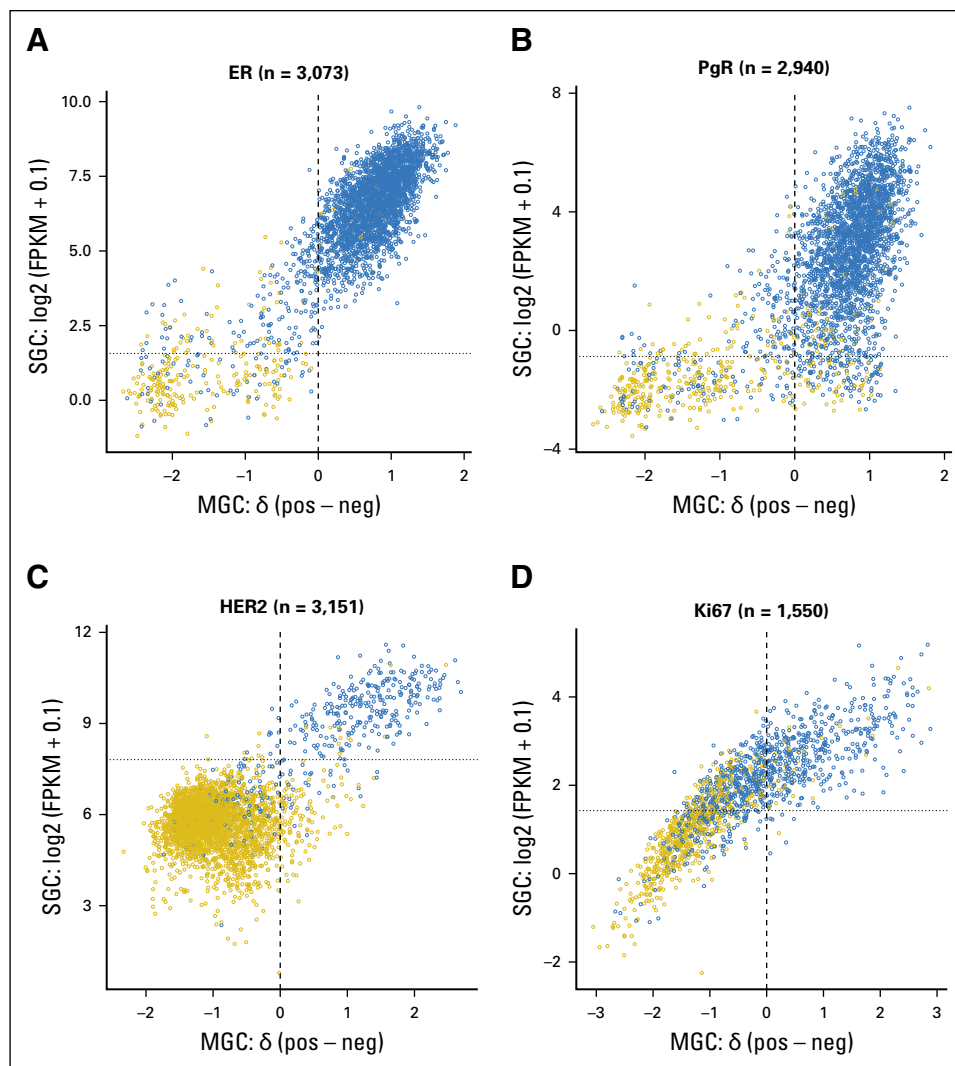 A
ER (n = 3,073)
SGC: log2 (FPKM + 0.1)
10.0
7.5
5.0
2.5
0.0
–2
–1
0
1
2
MGC: δ (pos – neg)
B
PgR (n = 2,940)
SGC: log2 (FPKM + 0.1)
8
4
0
–4
–2
–1
0
1
2
MGC: δ (pos – neg)
C
HER2 (n = 3,151)
SGC: log2 (FPKM + 0.1)
12
9
6
3
–2
–1
0
1
2
MGC: δ (pos – neg)
D
Ki67 (n = 1,550)
SGC: log2 (FPKM + 0.1)
4
2
0
–2
–3
–2
–1
0
1
2
3
MGC: δ (pos – neg)